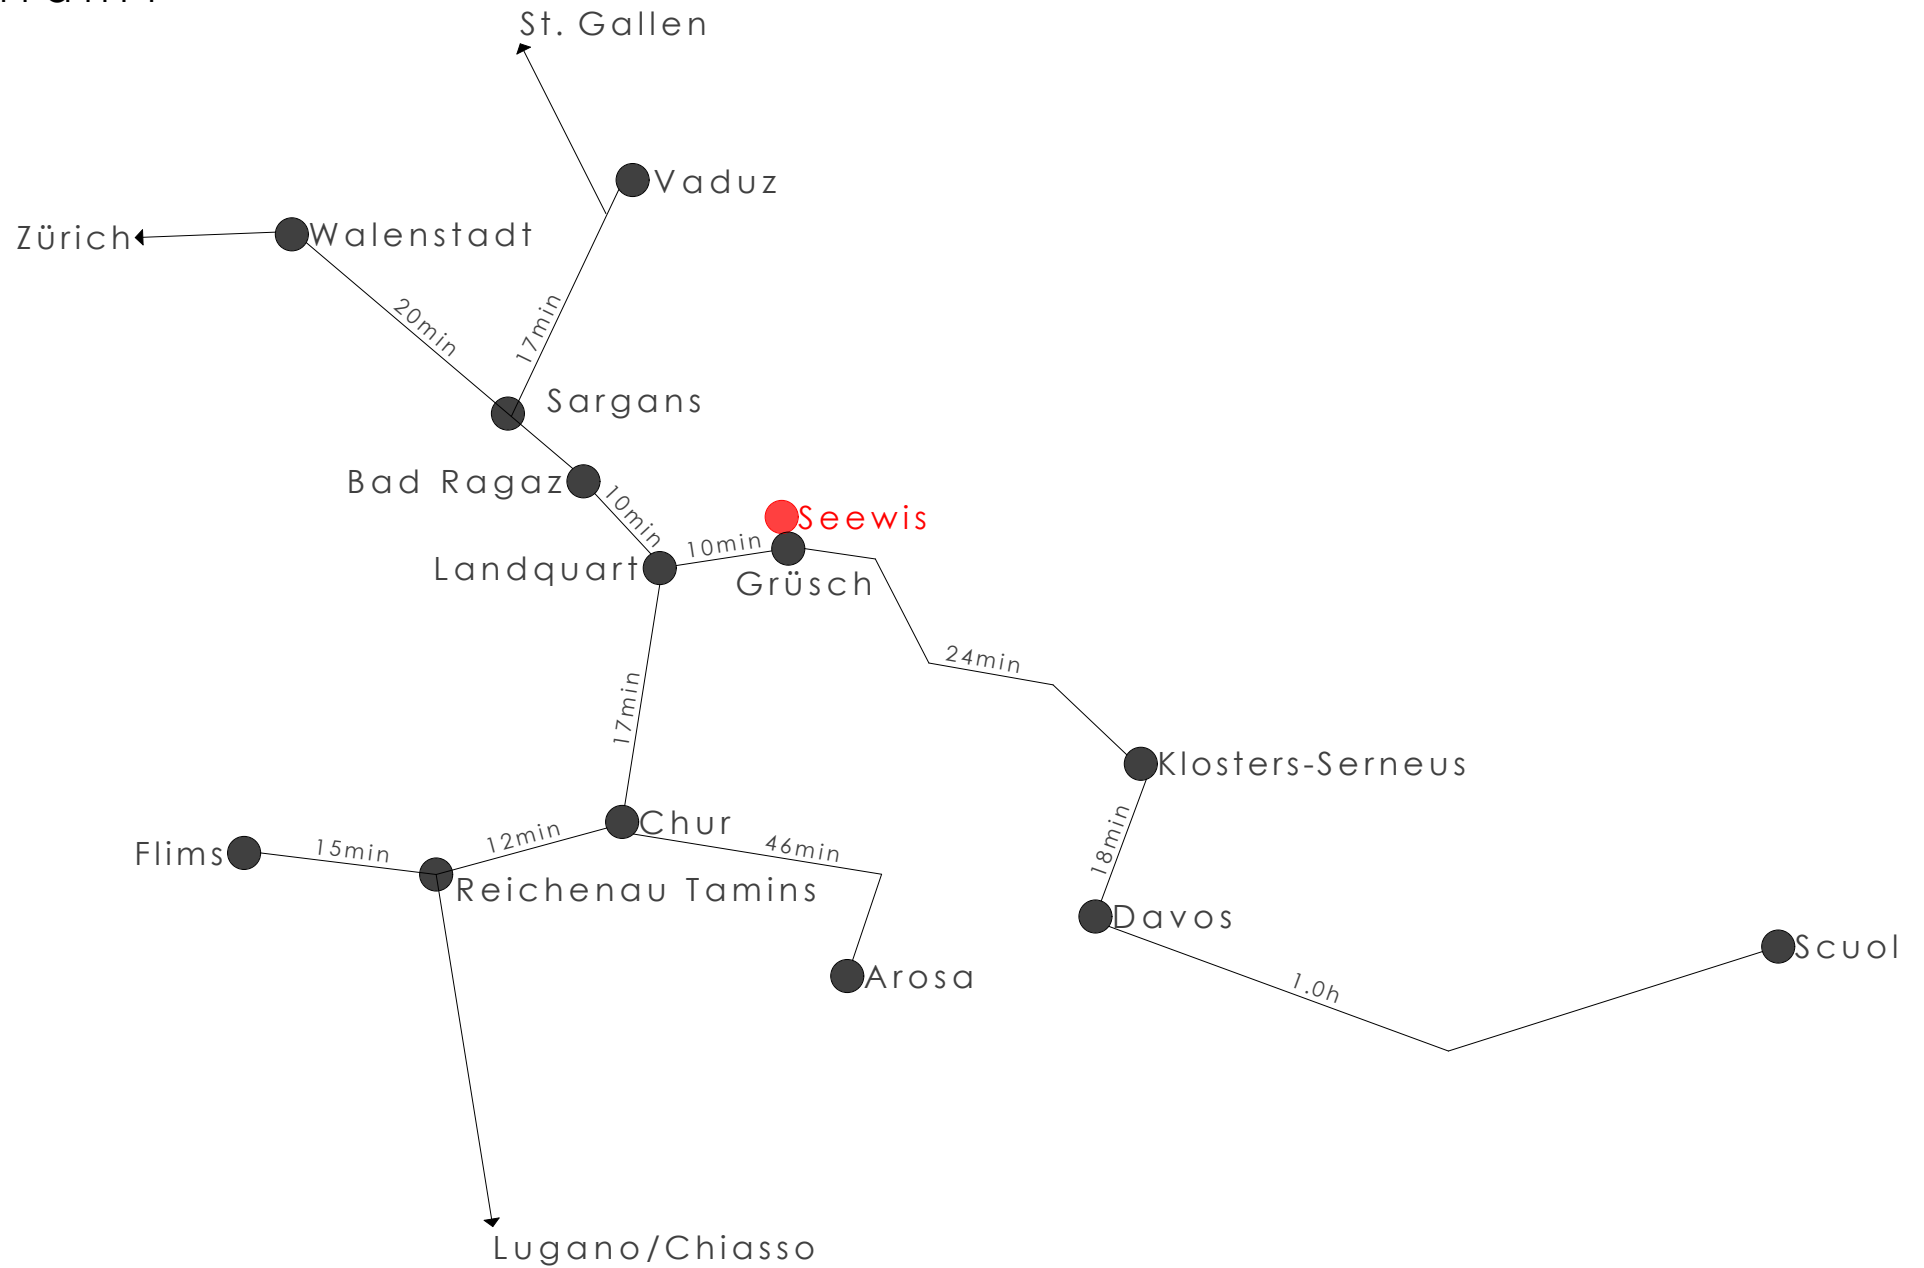 St. Gallen
Vaduz
Zürich
Walenstadt
20min
17min
Sargans
Bad Ragaz
10min
Seewis
10min
Landquart
Grüsch
24min
17min
Klosters-Serneus
18min
Chur
Flims
15min
12min
46min
Reichenau Tamins
Davos
Scuol
Arosa
1.0h
Lugano/Chiasso